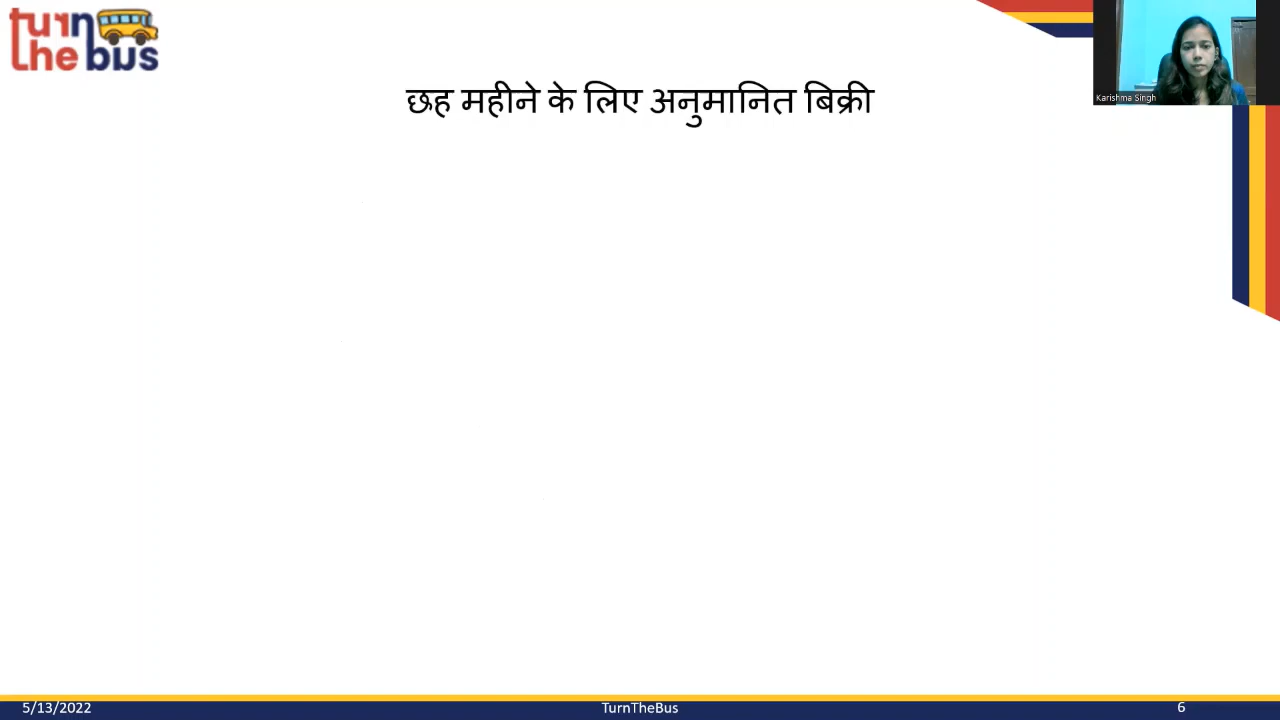 turn
the bus
छह महीने के लिए अनुमानित बिक्री
Karishma Singh
5/13/2022
TurnTheBus
6